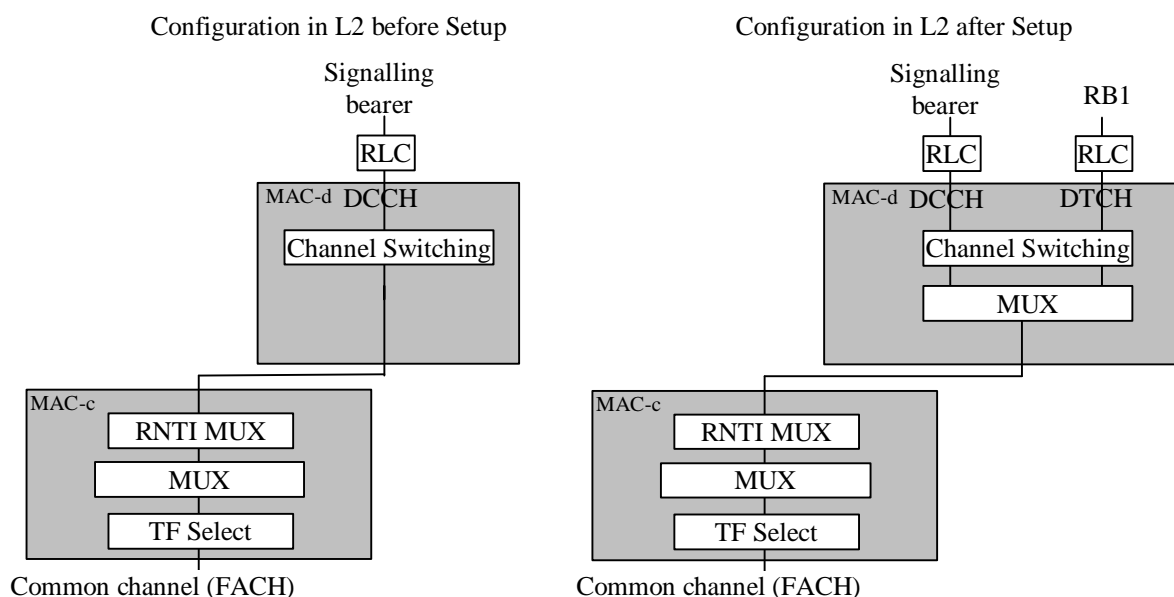 Configuration in L2 before Setup
Signalling
bearer
RLC
MAC-d DCCH
Channel Switching
MAC-c
RNTI MUX
MUX
TF Select
Common channel (FACH)
Configuration in L2 after Setup
Signalling
bearer
RB1
RLC RLC
MAC-d DCCH DTCH
Channel Switching
MUX
MAC-c
RNTI MUX
MUX
TF Select
Common channel (FACH)